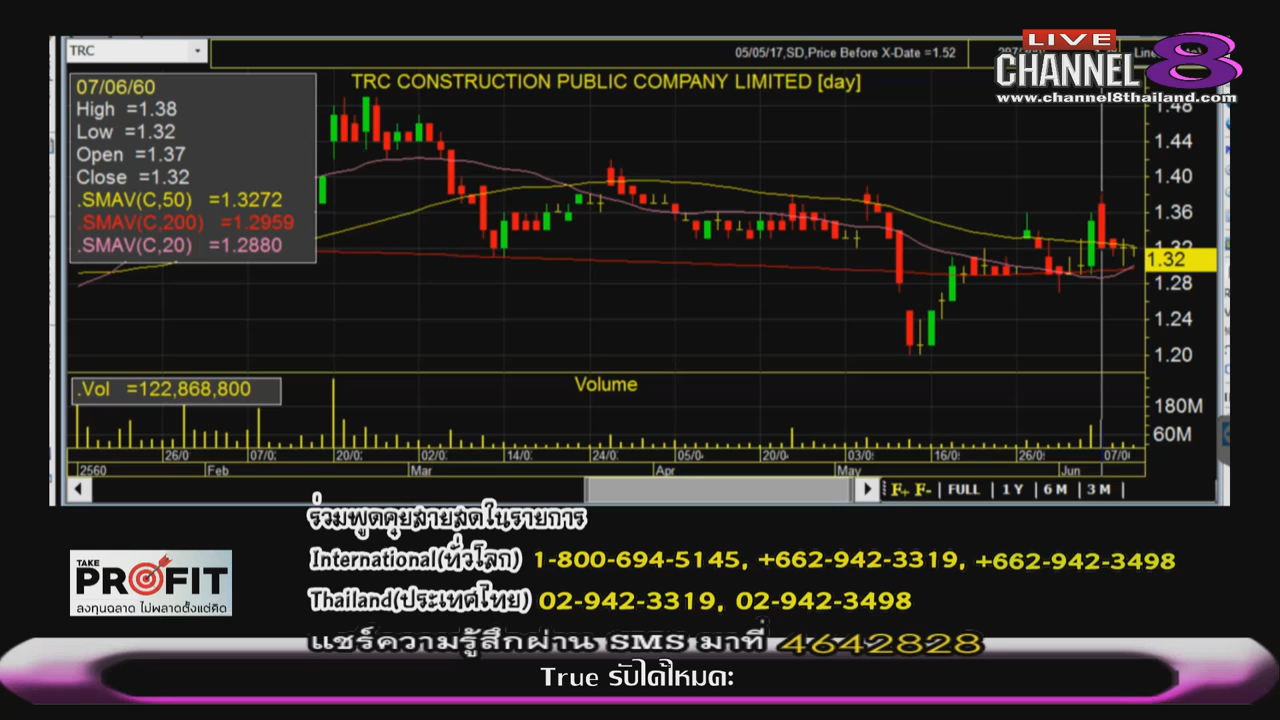 TRC
05/05/17,SD,Price Before X-Date =1.52
LIVE
CHANNEL 8
www.channel8thailand.com
TRC CONSTRUCTION PUBLIC COMPANY LIMITED [day]
07/06/60
High =1.38
Low =1.32
Open =1.37
Close =1.32
.SMAV(C,50) =1.3272
.SMAV(C,200) =1.2959
.SMAV(C,20) =1.2880
1.48
1.44
1.40
1.36
1.32
1.32
1.28
1.24
1.20
.Vol =122,868,800
Volume
180M
60M
26/0 07/0 20/0 02/0 14/0 24/0 05/0 20/0 03/0 16/0 26/0 07/0
2560 Feb Mar Apr May Jun
F+ F- FULL 1 Y 6 M 3 M
ร่วมพูดคุยสายสดในรายการ
International(ทั่วโลก) 1-800-694-5145, +662-942-3319, +662-942-3498
Thailand(ประเทศไทย) 02-942-3319, 02-942-3498
TAKE
PROFIT
ลงทุนฉลาด ไม่พลาดตั้งแต่คิด
แชร์ความรู้สึกผ่าน SMS มาที่ 4642828
True รับได้ไหมคะ